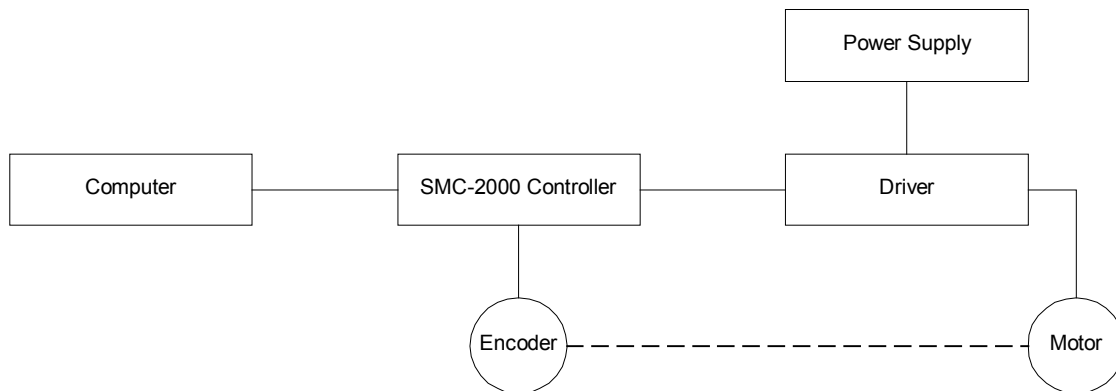 Power Supply
Computer
SMC-2000 Controller
Driver
Encoder
Motor